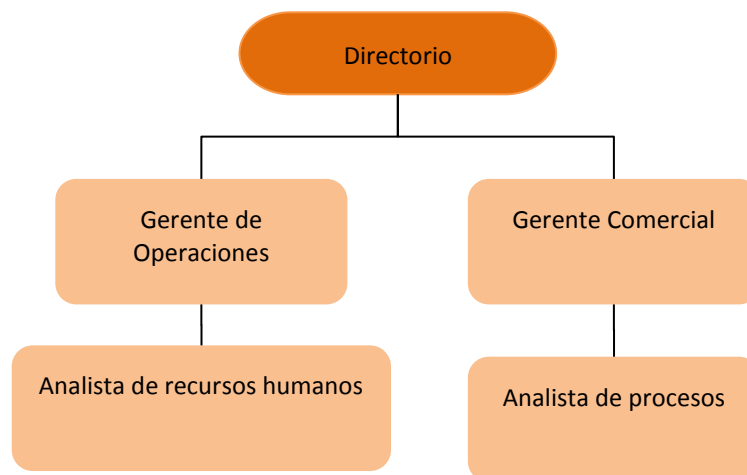 Directorio
Gerente de
Operaciones
Gerente Comercial
Analista de recursos humanos
Analista de procesos